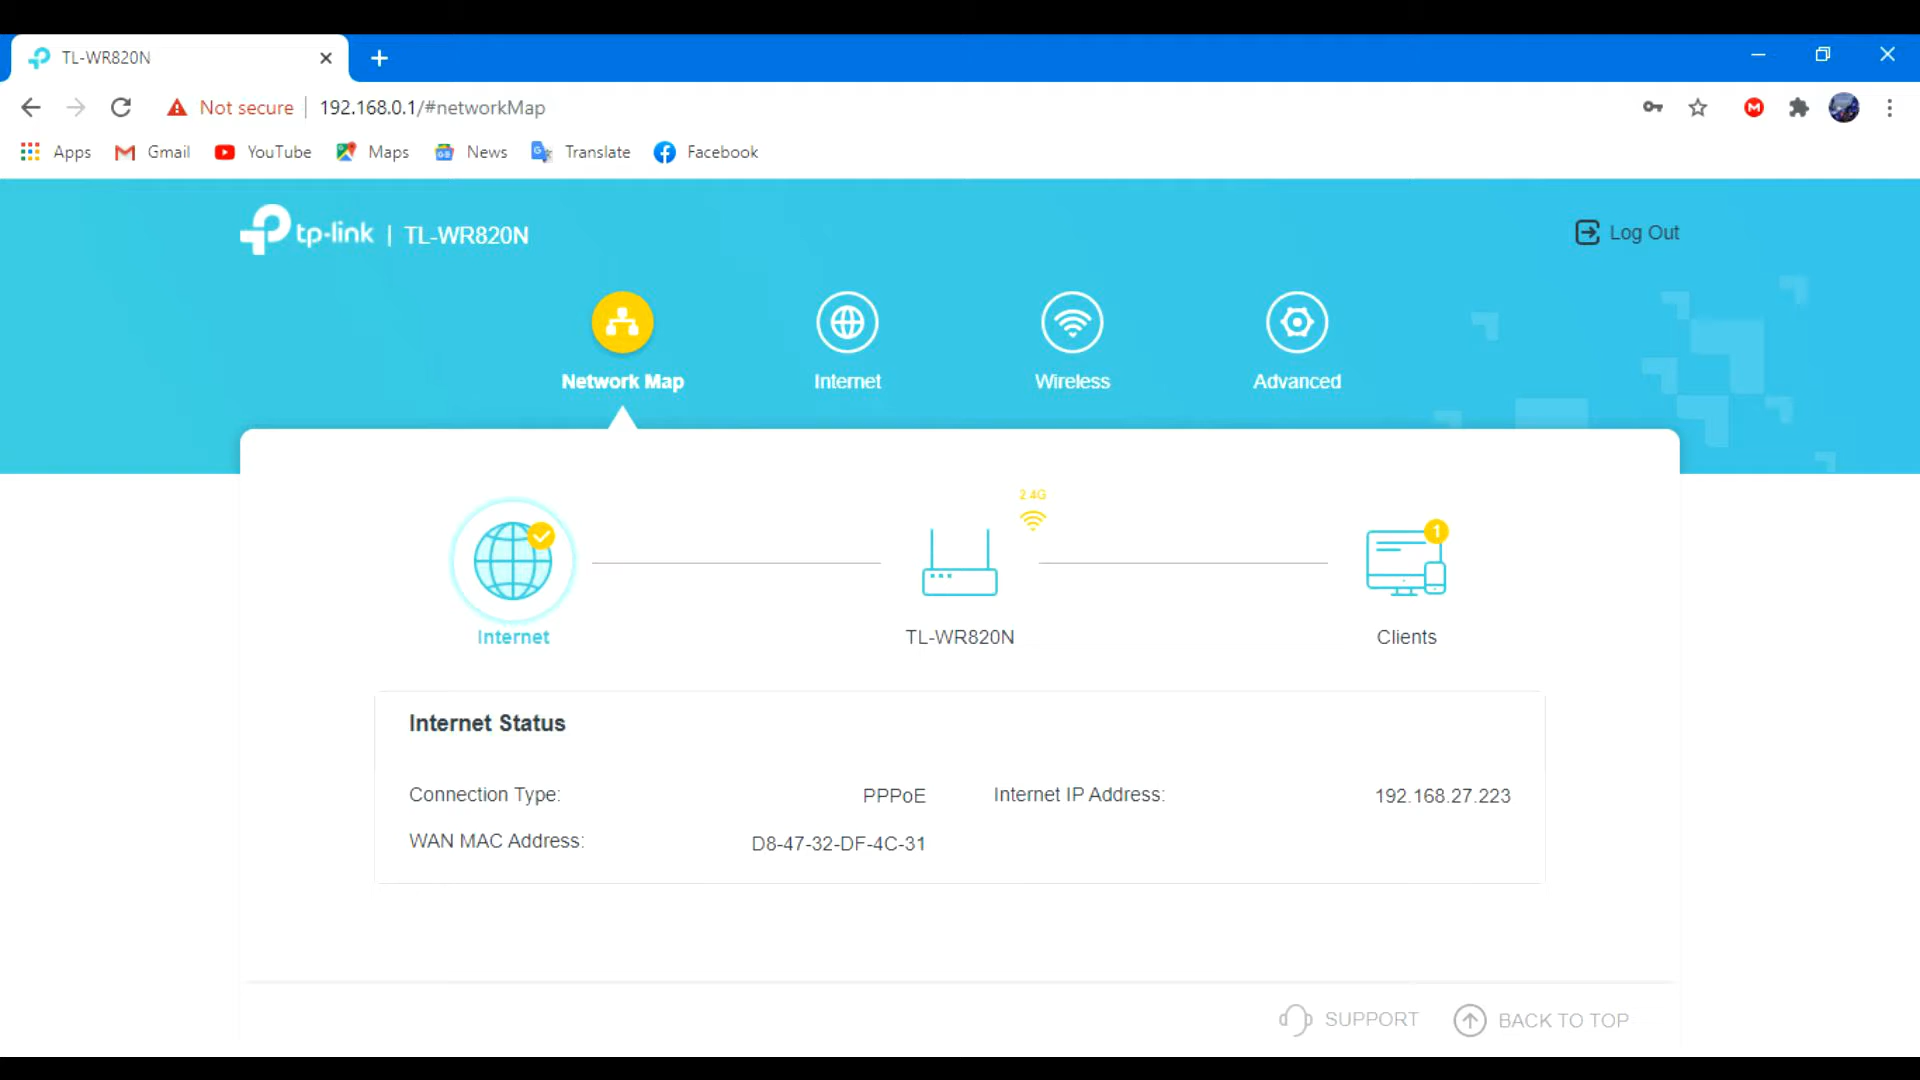 TL-WR820N
Not secure 192.168.0.1/#networkMap
Apps Gmail YouTube Maps News Translate Facebook
tp-link | TL-WR820N
Log Out
Network Map Internet Wireless Advanced
2.4G
1
Internet TL-WR820N Clients
Internet Status
Connection Type: PPPoE Internet IP Address: 192.168.27.223
WAN MAC Address: D8-47-32-DF-4C-31
SUPPORT BACK TO TOP